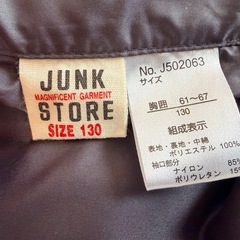 JUNK
MAGNIFICENT GARMENT
STORE
SIZE 130
No. J502063
サイズ
胸囲 61~67
130
組成表示
表地・裏地・中綿
ポリエステル 100%
袖口部分
ナイロン 85%
ポリウレタン 15%